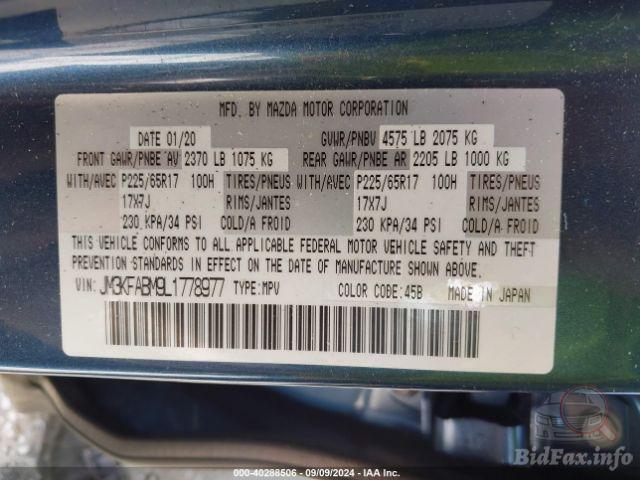 MFD. BY MAZDA MOTOR CORPORATION
DATE 01/20 GVWR/PNBV 4575 LB 2075 KG
FRONT GAWR/PNBE AV 2370 LB 1075 KG REAR GAWR/PNBE AR 2205 LB 1000 KG
WITH/AVEC P225/65R17 100H TIRES/PNEUS WITH/AVEC P225/65R17 100H TIRES/PNEUS
17X7J RIMS/JANTES 17X7J RIMS/JANTES
230 KPA/34 PSI COLD/A FROID 230 KPA/34 PSI COLD/A FROID
THIS VEHICLE CONFORMS TO ALL APPLICABLE FEDERAL MOTOR VEHICLE SAFETY AND THEFT
PREVENTION STANDARDS IN EFFECT ON THE DATE OF MANUFACTURE SHOWN ABOVE.
VIN: JM3KFABM9L1778977 TYPE: MPV COLOR CODE: 45B MADE IN JAPAN
BidFax.info
000-40288506 - 09/09/2024 - IAA Inc.